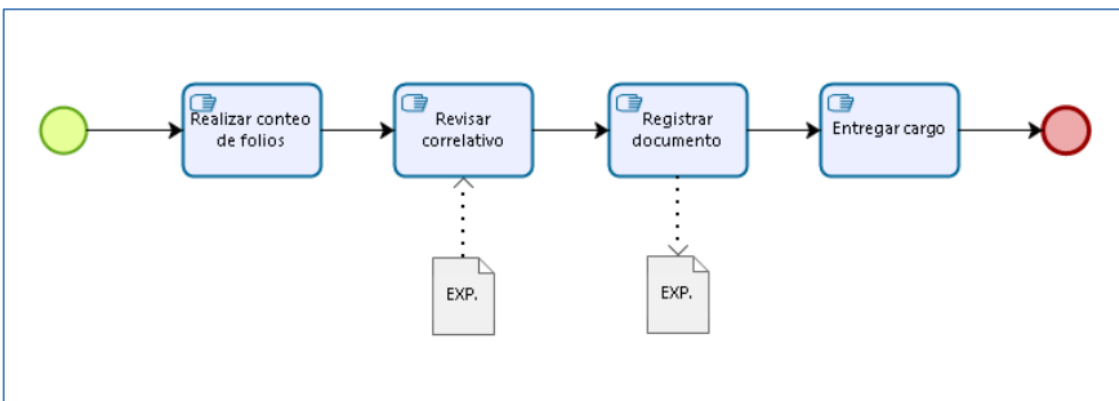 Realizar conteo
de folios
Revisar
correlativo
Registrar
documento
Entregar cargo
EXP.
EXP.